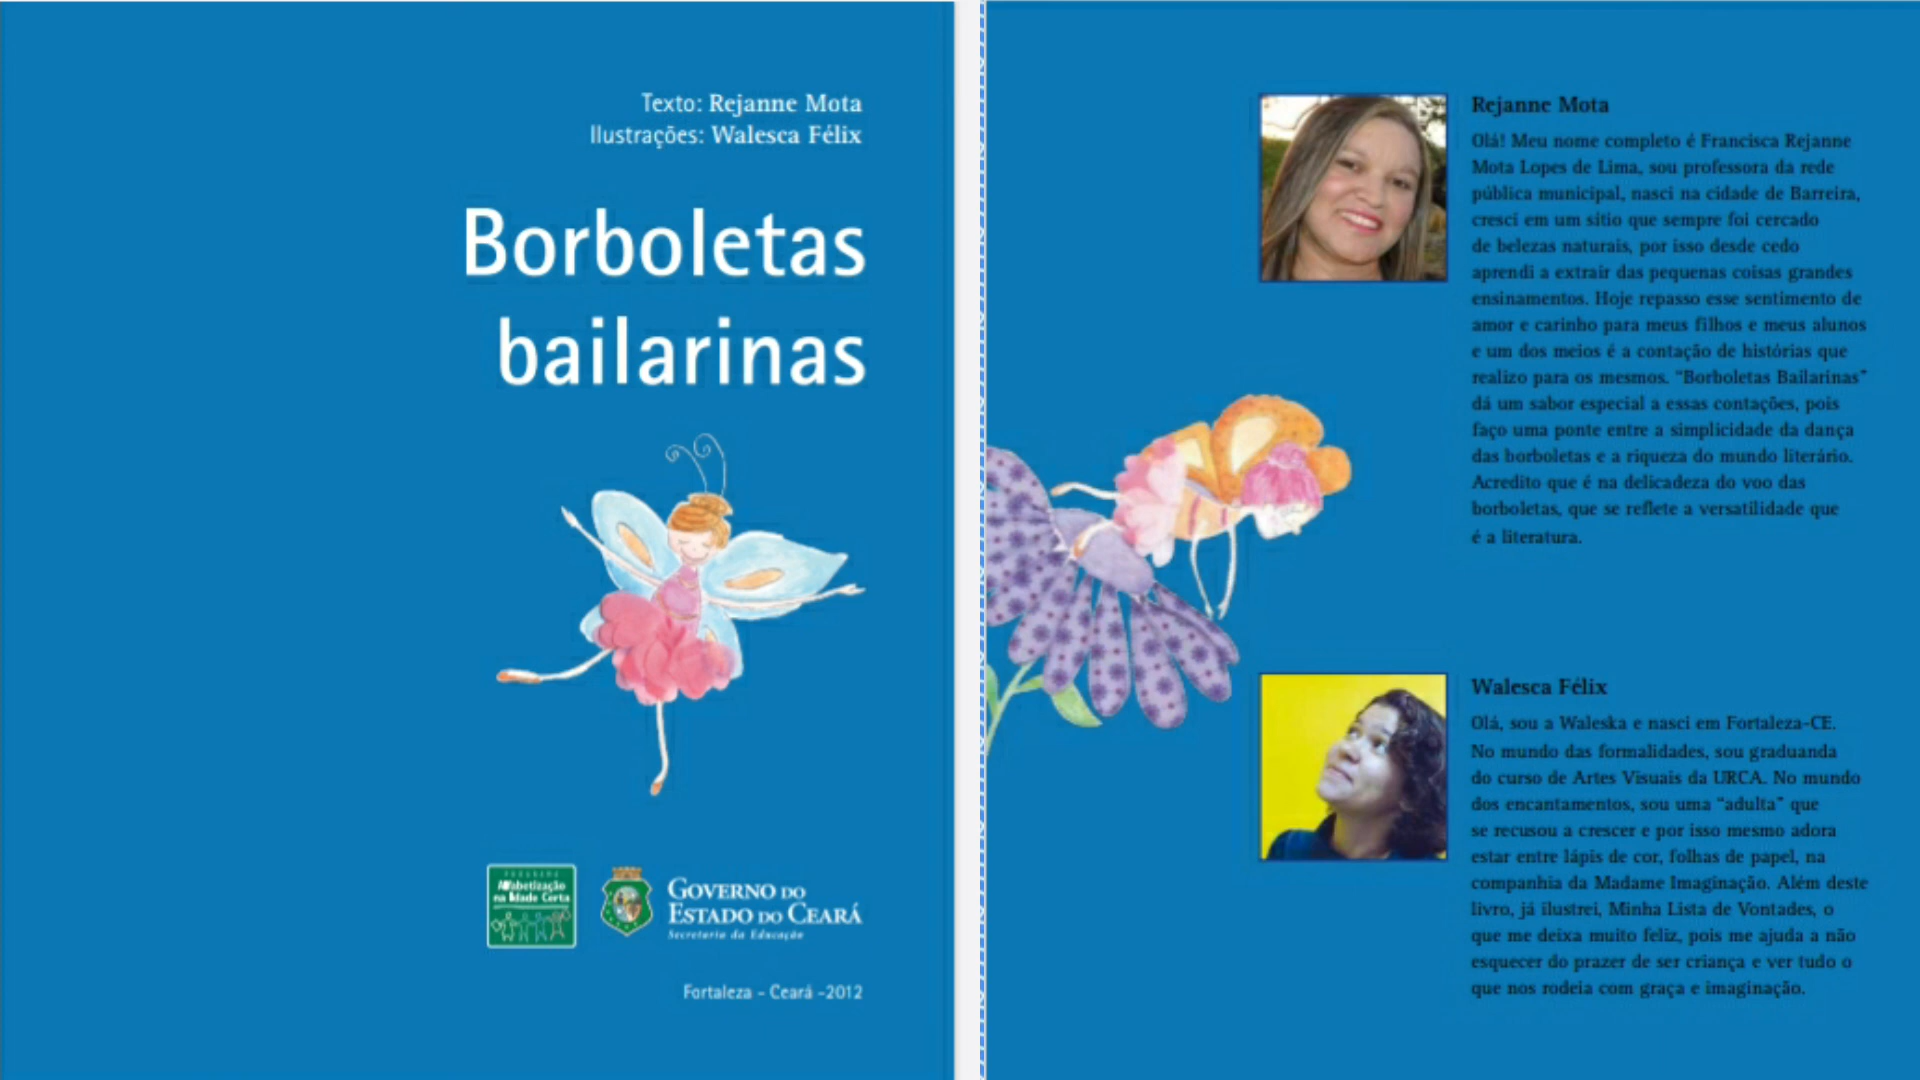 Texto: Rejanne Mota
Ilustrações: Walesca Félix
Borboletas
bailarinas
Alfabetização
na Idade Certa
GOVERNO DO
ESTADO DO CEARÁ
Secretaria da Educação
Fortaleza - Ceará -2012
Rejanne Mota
Olá! Meu nome completo é Francisca Rejanne
Mota Lopes de Lima, sou professora da rede
pública municipal, nasci na cidade de Barreira,
cresci em um sítio que sempre foi cercado
de belezas naturais, por isso desde cedo
aprendi a extrair das pequenas coisas grandes
ensinamentos. Hoje repasso esse sentimento de
amor e carinho para meus filhos e meus alunos
e um dos meios é a contação de histórias que
realizo para os mesmos. “Borboletas Bailarinas”
dá um sabor especial a essas contações, pois
faço uma ponte entre a simplicidade da dança
das borboletas e a riqueza do mundo literário.
Acredito que é na delicadeza do voo das
borboletas, que se reflete a versatilidade que
é a literatura.
Walesca Félix
Olá, sou a Waleska e nasci em Fortaleza-CE.
No mundo das formalidades, sou graduanda
do curso de Artes Visuais da URCA. No mundo
dos encantamentos, sou uma “adulta” que
se recusou a crescer e por isso mesmo adora
estar entre lápis de cor, folhas de papel, na
companhia da Madame Imaginação. Além deste
livro, já ilustrei, Minha Lista de Vontades, o
que me deixa muito feliz, pois me ajuda a não
esquecer do prazer de ser criança e ver tudo o
que nos rodeia com graça e imaginação.